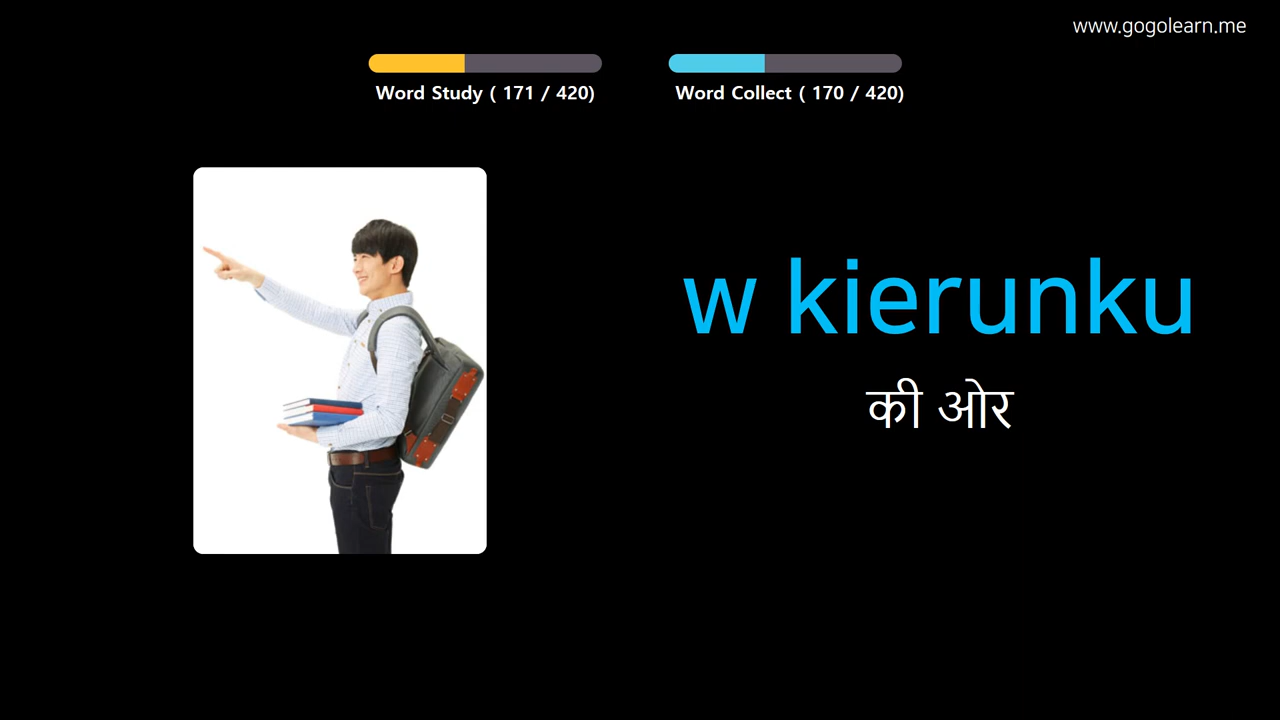 www.gogolearn.me
Word Study ( 171 / 420)
Word Collect ( 170 / 420)
w kierunku
की ओर